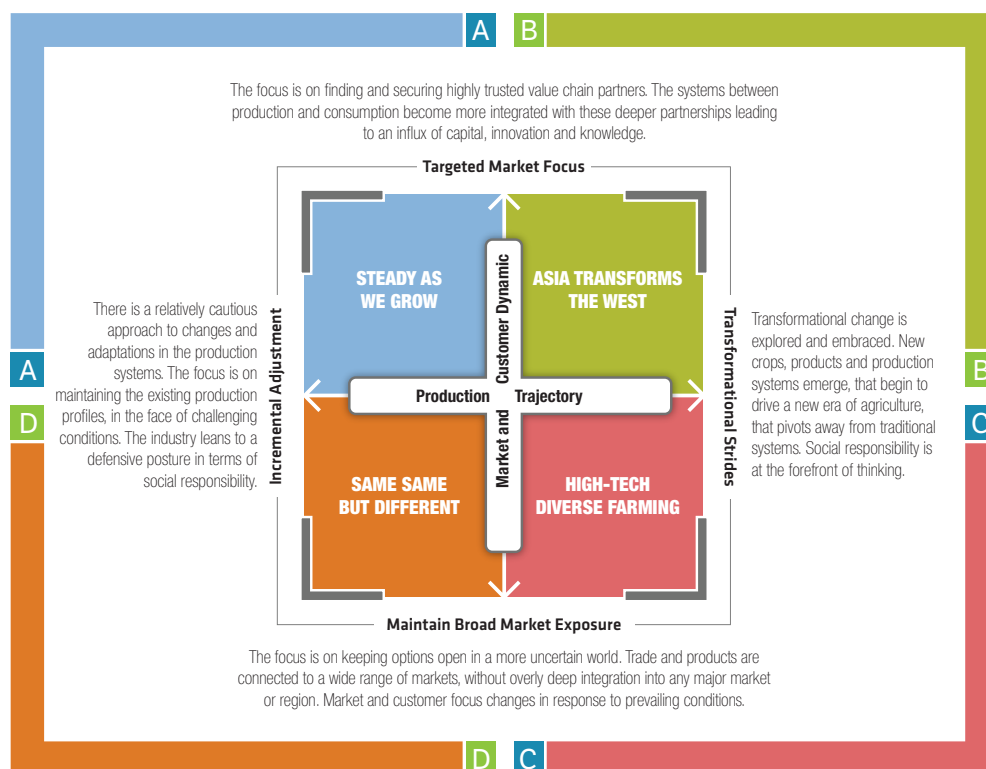 A B
The focus is on finding and securing highly trusted value chain partners. The systems between
production and consumption become more integrated with these deeper partnerships leading
to an influx of capital, innovation and knowledge.
Targeted Market Focus
STEADY AS
WE GROW
ASIA TRANSFORMS
THE WEST
Market and Customer Dynamic
Production Trajectory
There is a relatively cautious
approach to changes and
adaptations in the production
systems. The focus is on
maintaining the existing production
profiles, in the face of challenging
conditions. The industry leans to a
defensive posture in terms of
social responsibility.
A
D
Incremental Adjustment
Transformational Strides
Transformational change is
explored and embraced. New
crops, products and production
systems emerge, that begin to
drive a new era of agriculture,
that pivots away from traditional
systems. Social responsibility is
at the forefront of thinking.
B
C
SAME SAME
BUT DIFFERENT
HIGH-TECH
DIVERSE FARMING
Maintain Broad Market Exposure
The focus is on keeping options open in a more uncertain world. Trade and products are
connected to a wide range of markets, without overly deep integration into any major market
or region. Market and customer focus changes in response to prevailing conditions.
D C